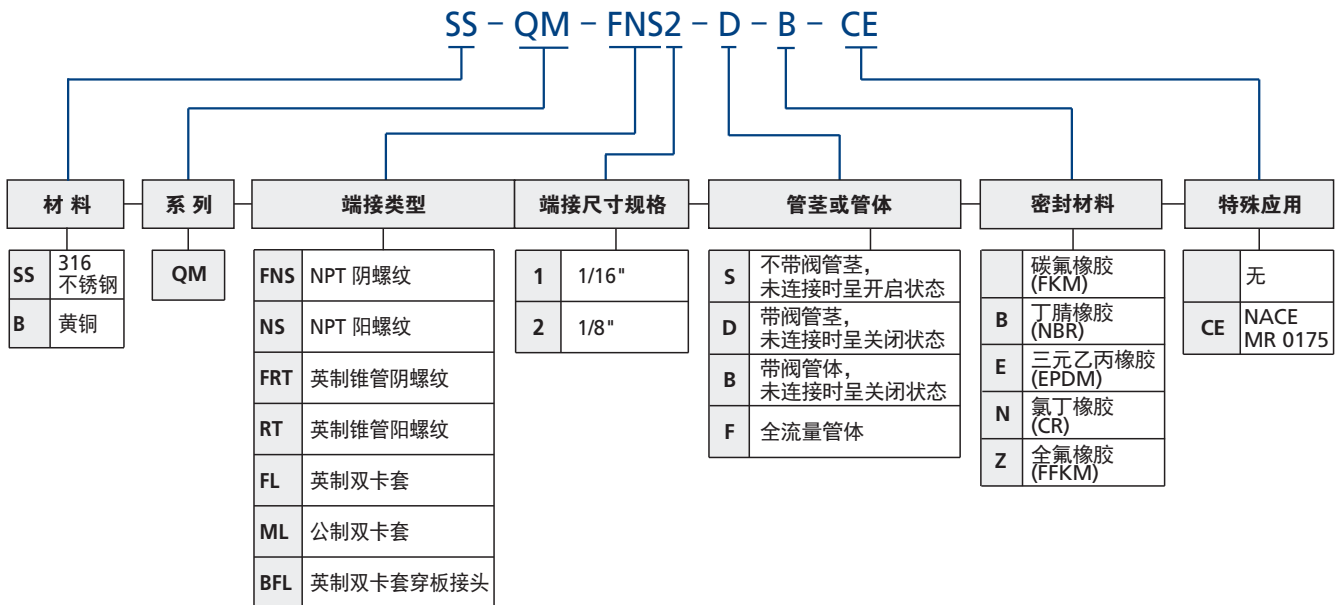 SS – QM – FNS2 – D – B – CE
材 料
系 列
端接类型
端接尺寸规格
管茎或管体
密封材料
特殊应用
SS 316
不锈钢
B 黄铜
QM
FNS NPT 阴螺纹
NS NPT 阳螺纹
FRT 英制锥管阴螺纹
RT 英制锥管阳螺纹
FL 英制双卡套
ML 公制双卡套
BFL 英制双卡套穿板接头
1 1/16"
2 1/8"
S 不带阀管茎，
未连接时呈开启状态
D 带阀管茎，
未连接时呈关闭状态
B 带阀管体，
未连接时呈关闭状态
F 全流量管体
碳氟橡胶
(FKM)
B 丁腈橡胶
(NBR)
E 三元乙丙橡胶
(EPDM)
N 氯丁橡胶
(CR)
Z 全氟橡胶
(FFKM)
无
CE NACE
MR 0175